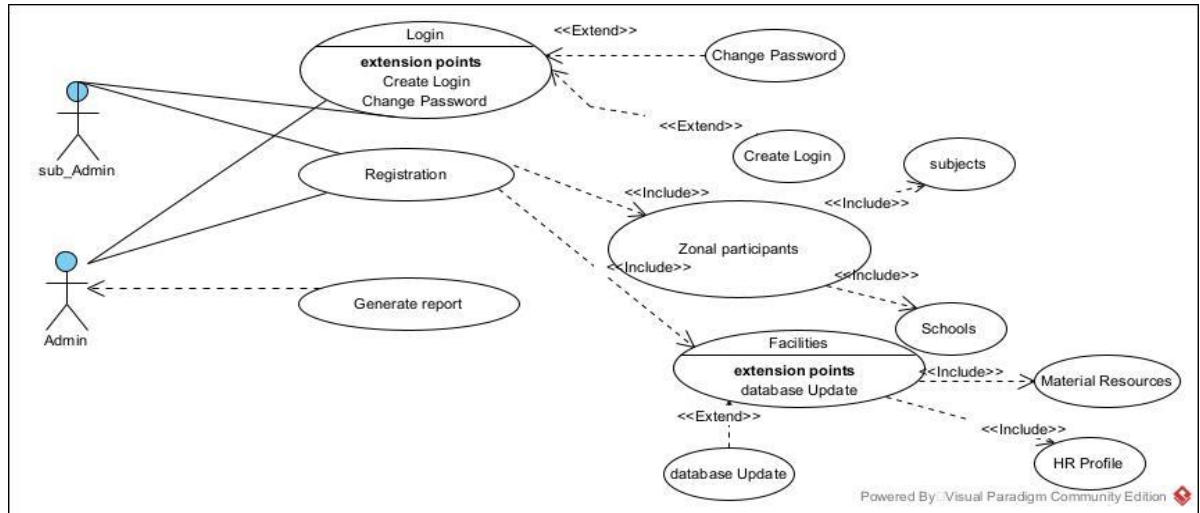 Login
extension points
Create Login
Change Password
<<Extend>>
Change Password
<<Extend>>
Create Login
sub_Admin
Registration
<<Include>>
subjects
<<Include>>
Zonal participants
<<Include>>
<<Include>>
Schools
Admin
Generate report
Facilities
extension points
database Update
<<Include>>
Material Resources
<<Extend>>
<<Include>>
database Update
HR Profile
Powered By Visual Paradigm Community Edition